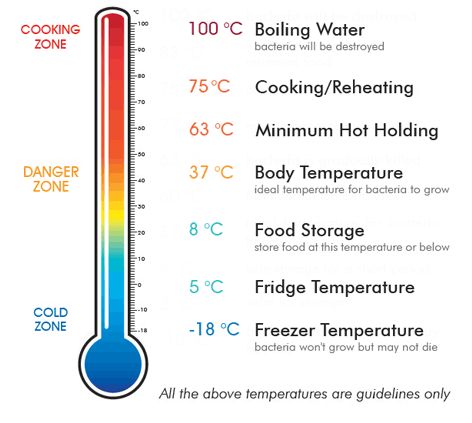 COOKING
ZONE
DANGER
ZONE
COLD
ZONE
°C
100
90
80
70
60
50
40
30
20
10
0
-10
-18
100 °C Boiling Water
bacteria will be destroyed
75 °C Cooking/Reheating
63 °C Minimum Hot Holding
37 °C Body Temperature
ideal temperature for bacteria to grow
8 °C Food Storage
store food at this temperature or below
5 °C Fridge Temperature
-18 °C Freezer Temperature
bacteria won't grow but may not die
All the above temperatures are guidelines only